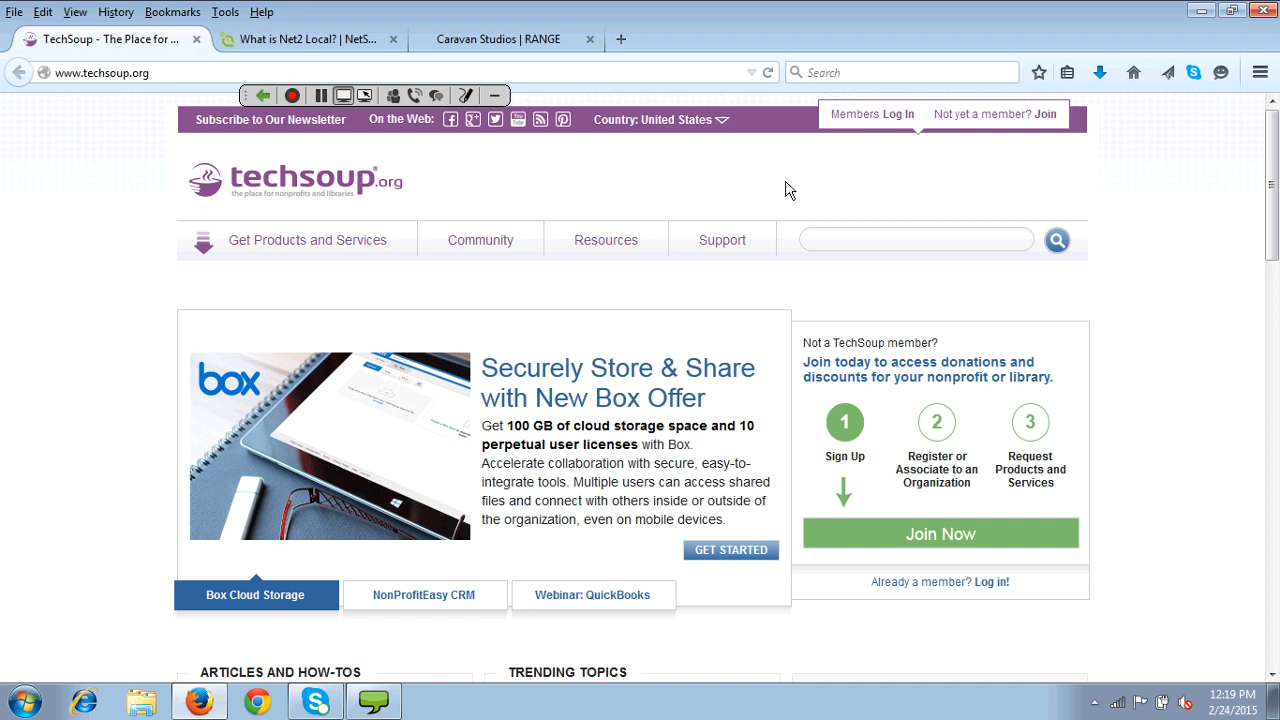 File Edit View History Bookmarks Tools Help
TechSoup - The Place for ... What is Net2 Local? | NetS... Caravan Studios | RANGE
www.techsoup.org Search
Subscribe to Our Newsletter On the Web: Country: United States Members Log In Not yet a member? Join
techsoup.org
the place for nonprofits and libraries
Get Products and Services Community Resources Support
box
Securely Store & Share
with New Box Offer
Get 100 GB of cloud storage space and 10
perpetual user licenses with Box.
Accelerate collaboration with secure, easy-to-
integrate tools. Multiple users can access shared
files and connect with others inside or outside of
the organization, even on mobile devices.
GET STARTED
Box Cloud Storage NonProfitEasy CRM Webinar: QuickBooks
Not a TechSoup member?
Join today to access donations and
discounts for your nonprofit or library.
1 2 3
Sign Up
Register or
Associate to an
Organization
Request
Products and
Services
Join Now
Already a member? Log in!
ARTICLES AND HOW-TOS TRENDING TOPICS
12:19 PM
2/24/2015